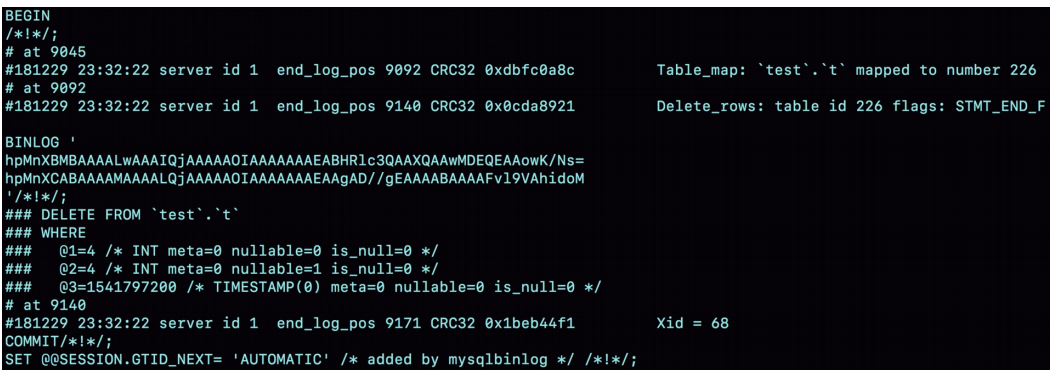 BEGIN
/*!*/;
# at 9045
#181229 23:32:22 server id 1  end_log_pos 9092 CRC32 0xdbfc0a8c         Table_map: `test`.`t` mapped to number 226
# at 9092
#181229 23:32:22 server id 1  end_log_pos 9140 CRC32 0x0cda8921         Delete_rows: table id 226 flags: STMT_END_F
BINLOG '
hpMnXBMBAAAALwAAAIQjAAAAAOIAAAAAAAEABHRlc3QAAXQAAwMDEQEAAowK/Ns=
hpMnXCABAAAAMAAAALQjAAAAAOIAAAAAAAEAAgAD//gEAAAABAAAAFvl9VAhidoM
'/*!*/;
### DELETE FROM `test`.`t`
### WHERE
###   @1=4 /* INT meta=0 nullable=0 is_null=0 */
###   @2=4 /* INT meta=0 nullable=1 is_null=0 */
###   @3=1541797200 /* TIMESTAMP(0) meta=0 nullable=0 is_null=0 */
# at 9140
#181229 23:32:22 server id 1  end_log_pos 9171 CRC32 0x1beb44f1         Xid = 68
COMMIT/*!*/;
SET @@SESSION.GTID_NEXT= 'AUTOMATIC' /* added by mysqlbinlog */ /*!*/;